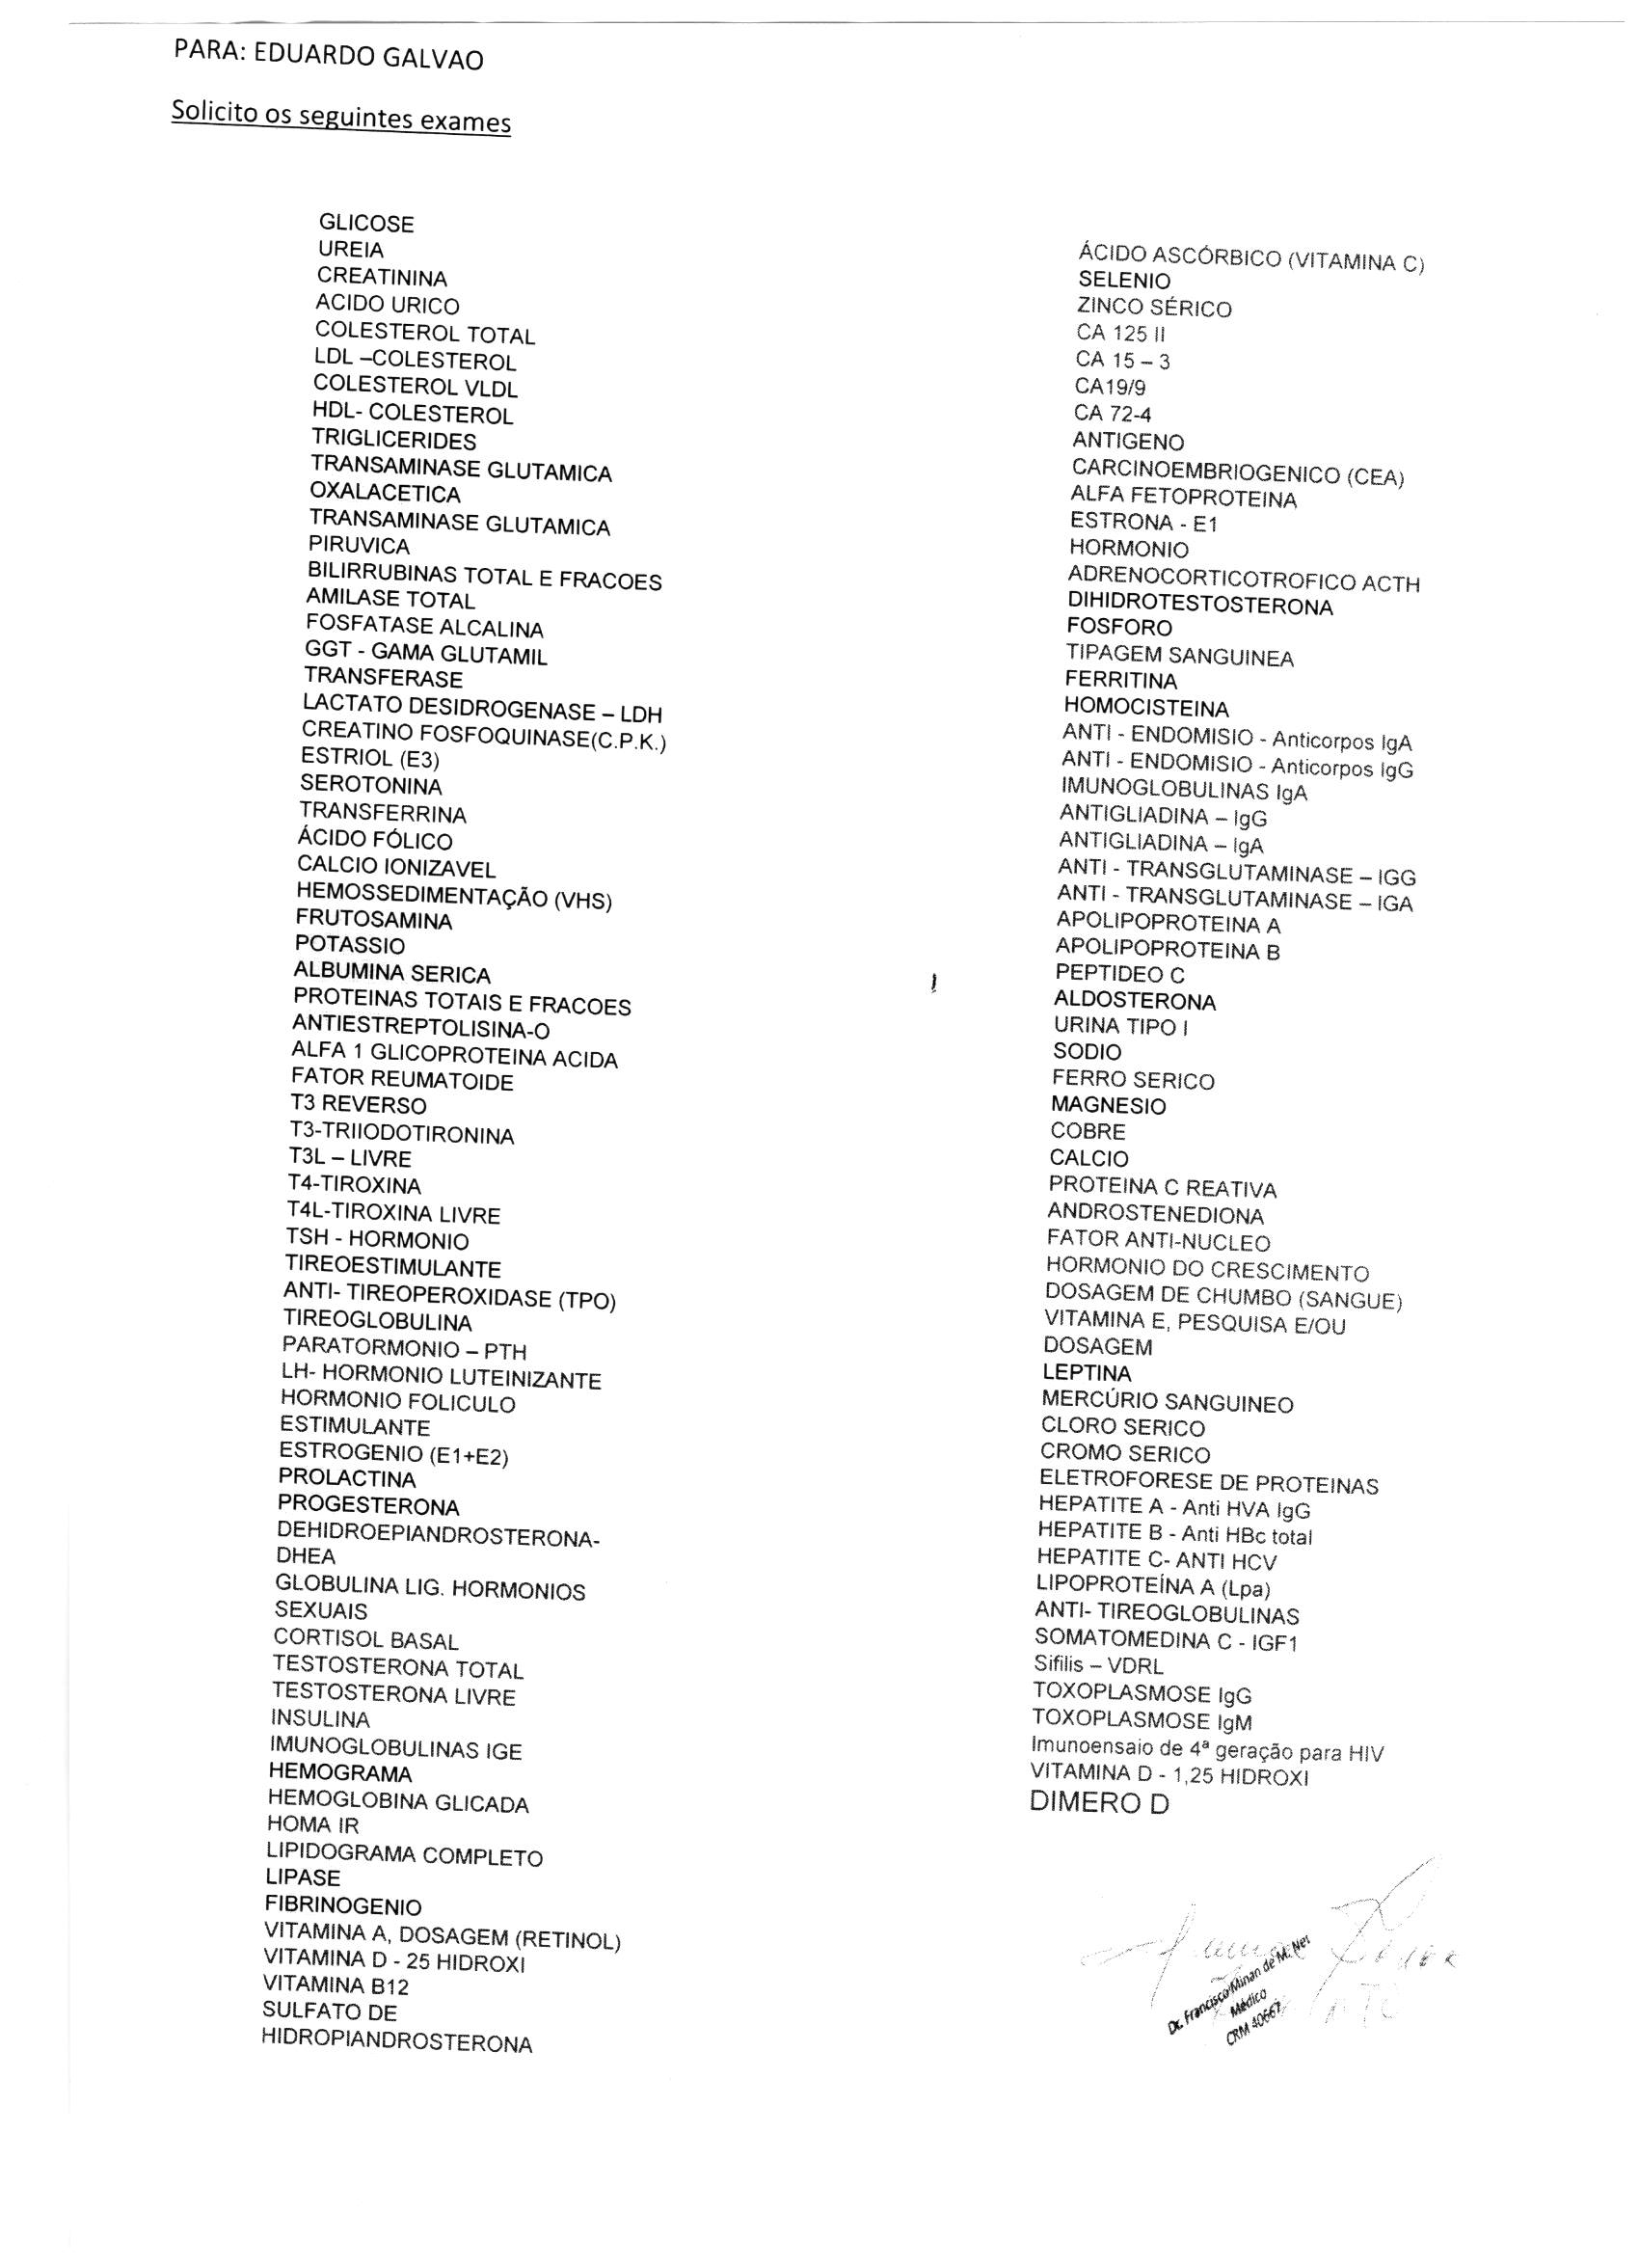 PARA: EDUARDO GALVAO
Solicito os seguintes exames
GLICOSE
UREIA
CREATININA
ACIDO URICO
COLESTEROL TOTAL
LDL –COLESTEROL
COLESTEROL VLDL
HDL- COLESTEROL
TRIGLICERIDES
TRANSAMINASE GLUTAMICA
OXALACETICA
TRANSAMINASE GLUTAMICA
PIRUVICA
BILIRRUBINAS TOTAL E FRACOES
AMILASE TOTAL
FOSFATASE ALCALINA
GGT - GAMA GLUTAMIL
TRANSFERASE
LACTATO DESIDROGENASE – LDH
CREATINO FOSFOQUINASE(C.P.K.)
ESTRIOL (E3)
SEROTONINA
TRANSFERRINA
ÁCIDO FÓLICO
CALCIO IONIZAVEL
HEMOSSEDIMENTAÇÃO (VHS)
FRUTOSAMINA
POTASSIO
ALBUMINA SERICA
PROTEINAS TOTAIS E FRACOES
ANTIESTREPTOLISINA-O
ALFA 1 GLICOPROTEINA ACIDA
FATOR REUMATOIDE
T3 REVERSO
T3-TRIIODOTIRONINA
T3L – LIVRE
T4-TIROXINA
T4L-TIROXINA LIVRE
TSH - HORMONIO
TIREOESTIMULANTE
ANTI- TIREOPEROXIDASE (TPO)
TIREOGLOBULINA
PARATORMONIO – PTH
LH- HORMONIO LUTEINIZANTE
HORMONIO FOLICULO
ESTIMULANTE
ESTROGENIO (E1+E2)
PROLACTINA
PROGESTERONA
DEHIDROEPIANDROSTERONA-
DHEA
GLOBULINA LIG. HORMONIOS
SEXUAIS
CORTISOL BASAL
TESTOSTERONA TOTAL
TESTOSTERONA LIVRE
INSULINA
IMUNOGLOBULINAS IGE
HEMOGRAMA
HEMOGLOBINA GLICADA
HOMA IR
LIPIDOGRAMA COMPLETO
LIPASE
FIBRINOGENIO
VITAMINA A, DOSAGEM (RETINOL)
VITAMINA D - 25 HIDROXI
VITAMINA B12
SULFATO DE
HIDROPIANDROSTERONA
ÁCIDO ASCÓRBICO (VITAMINA C)
SELENIO
ZINCO SÉRICO
CA 125 II
CA 15 – 3
CA19/9
CA 72-4
ANTIGENO
CARCINOEMBRIOGENICO (CEA)
ALFA FETOPROTEINA
ESTRONA - E1
HORMONIO
ADRENOCORTICOTROFICO ACTH
DIHIDROTESTOSTERONA
FOSFORO
TIPAGEM SANGUINEA
FERRITINA
HOMOCISTEINA
ANTI - ENDOMISIO - Anticorpos IgA
ANTI - ENDOMISIO - Anticorpos IgG
IMUNOGLOBULINAS IgA
ANTIGLIADINA – IgG
ANTIGLIADINA – IgA
ANTI - TRANSGLUTAMINASE – IGG
ANTI - TRANSGLUTAMINASE – IGA
APOLIPOPROTEINA A
APOLIPOPROTEINA B
PEPTIDEO C
ALDOSTERONA
URINA TIPO I
SODIO
FERRO SERICO
MAGNESIO
COBRE
CALCIO
PROTEINA C REATIVA
ANDROSTENEDIONA
FATOR ANTI-NUCLEO
HORMONIO DO CRESCIMENTO
DOSAGEM DE CHUMBO (SANGUE)
VITAMINA E, PESQUISA E/OU
DOSAGEM
LEPTINA
MERCÚRIO SANGUINEO
CLORO SERICO
CROMO SERICO
ELETROFORESE DE PROTEINAS
HEPATITE A - Anti HVA IgG
HEPATITE B - Anti HBc total
HEPATITE C- ANTI HCV
LIPOPROTEÍNA A (Lpa)
ANTI- TIREOGLOBULINAS
SOMATOMEDINA C - IGF1
Sifilis – VDRL
TOXOPLASMOSE IgG
TOXOPLASMOSE IgM
Imunoensaio de 4ª geração para HIV
VITAMINA D - 1,25 HIDROXI
DIMERO D
Dr. Francisco Minan de M. Net
Médico
CRM 40667